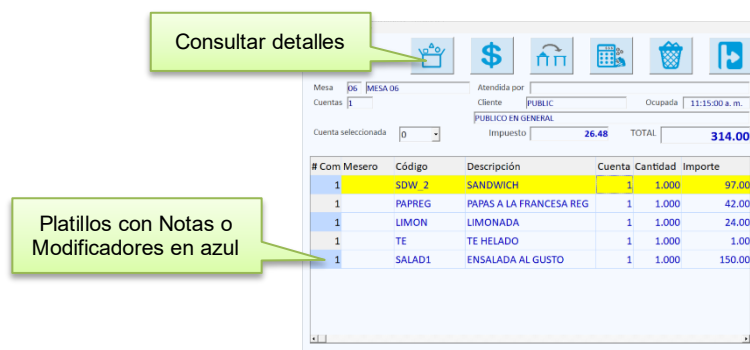 Consultar detalles
$
Mesa 06 MESA 06 Atendida por
Cuentas 1 Cliente PUBLIC Ocupada 11:15:00 a. m.
PUBLICO EN GENERAL
Cuenta seleccionada 0 Impuesto 26.48 TOTAL 314.00
# Com Mesero Código Descripción Cuenta Cantidad Importe
1 SDW_2 SANDWICH 1 1.000 97.00
1 PAPREG PAPAS A LA FRANCESA REG 1 1.000 42.00
1 LIMON LIMONADA 1 1.000 24.00
1 TE TE HELADO 1 1.000 1.00
1 SALAD1 ENSALADA AL GUSTO 1 1.000 150.00
Platillos con Notas o
Modificadores en azul